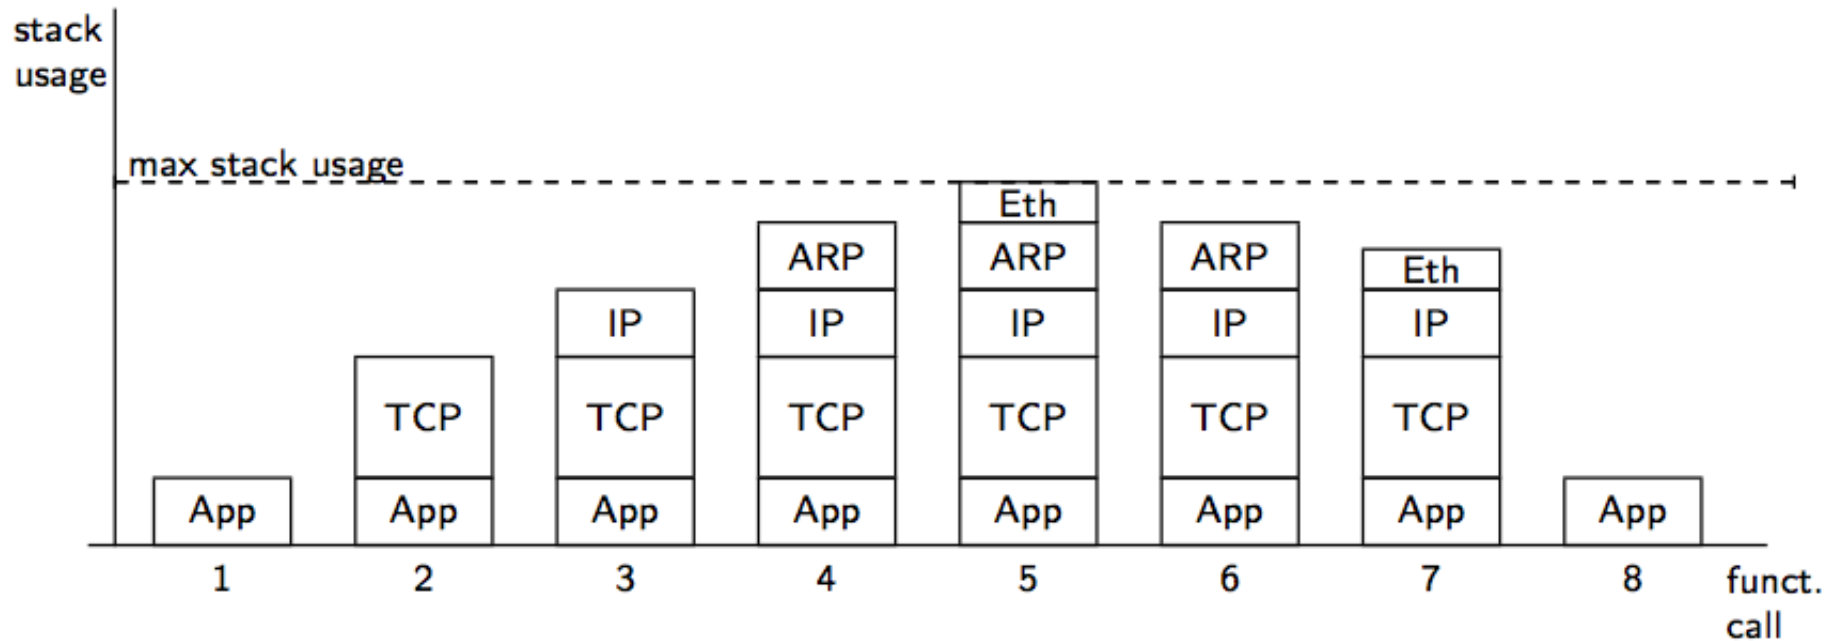 stack
usage
max stack usage
Eth
ARP ARP ARP
Eth
IP IP IP IP IP
TCP TCP TCP TCP TCP TCP
App App App App App App App App
1 2 3 4 5 6 7 8 funct.
call